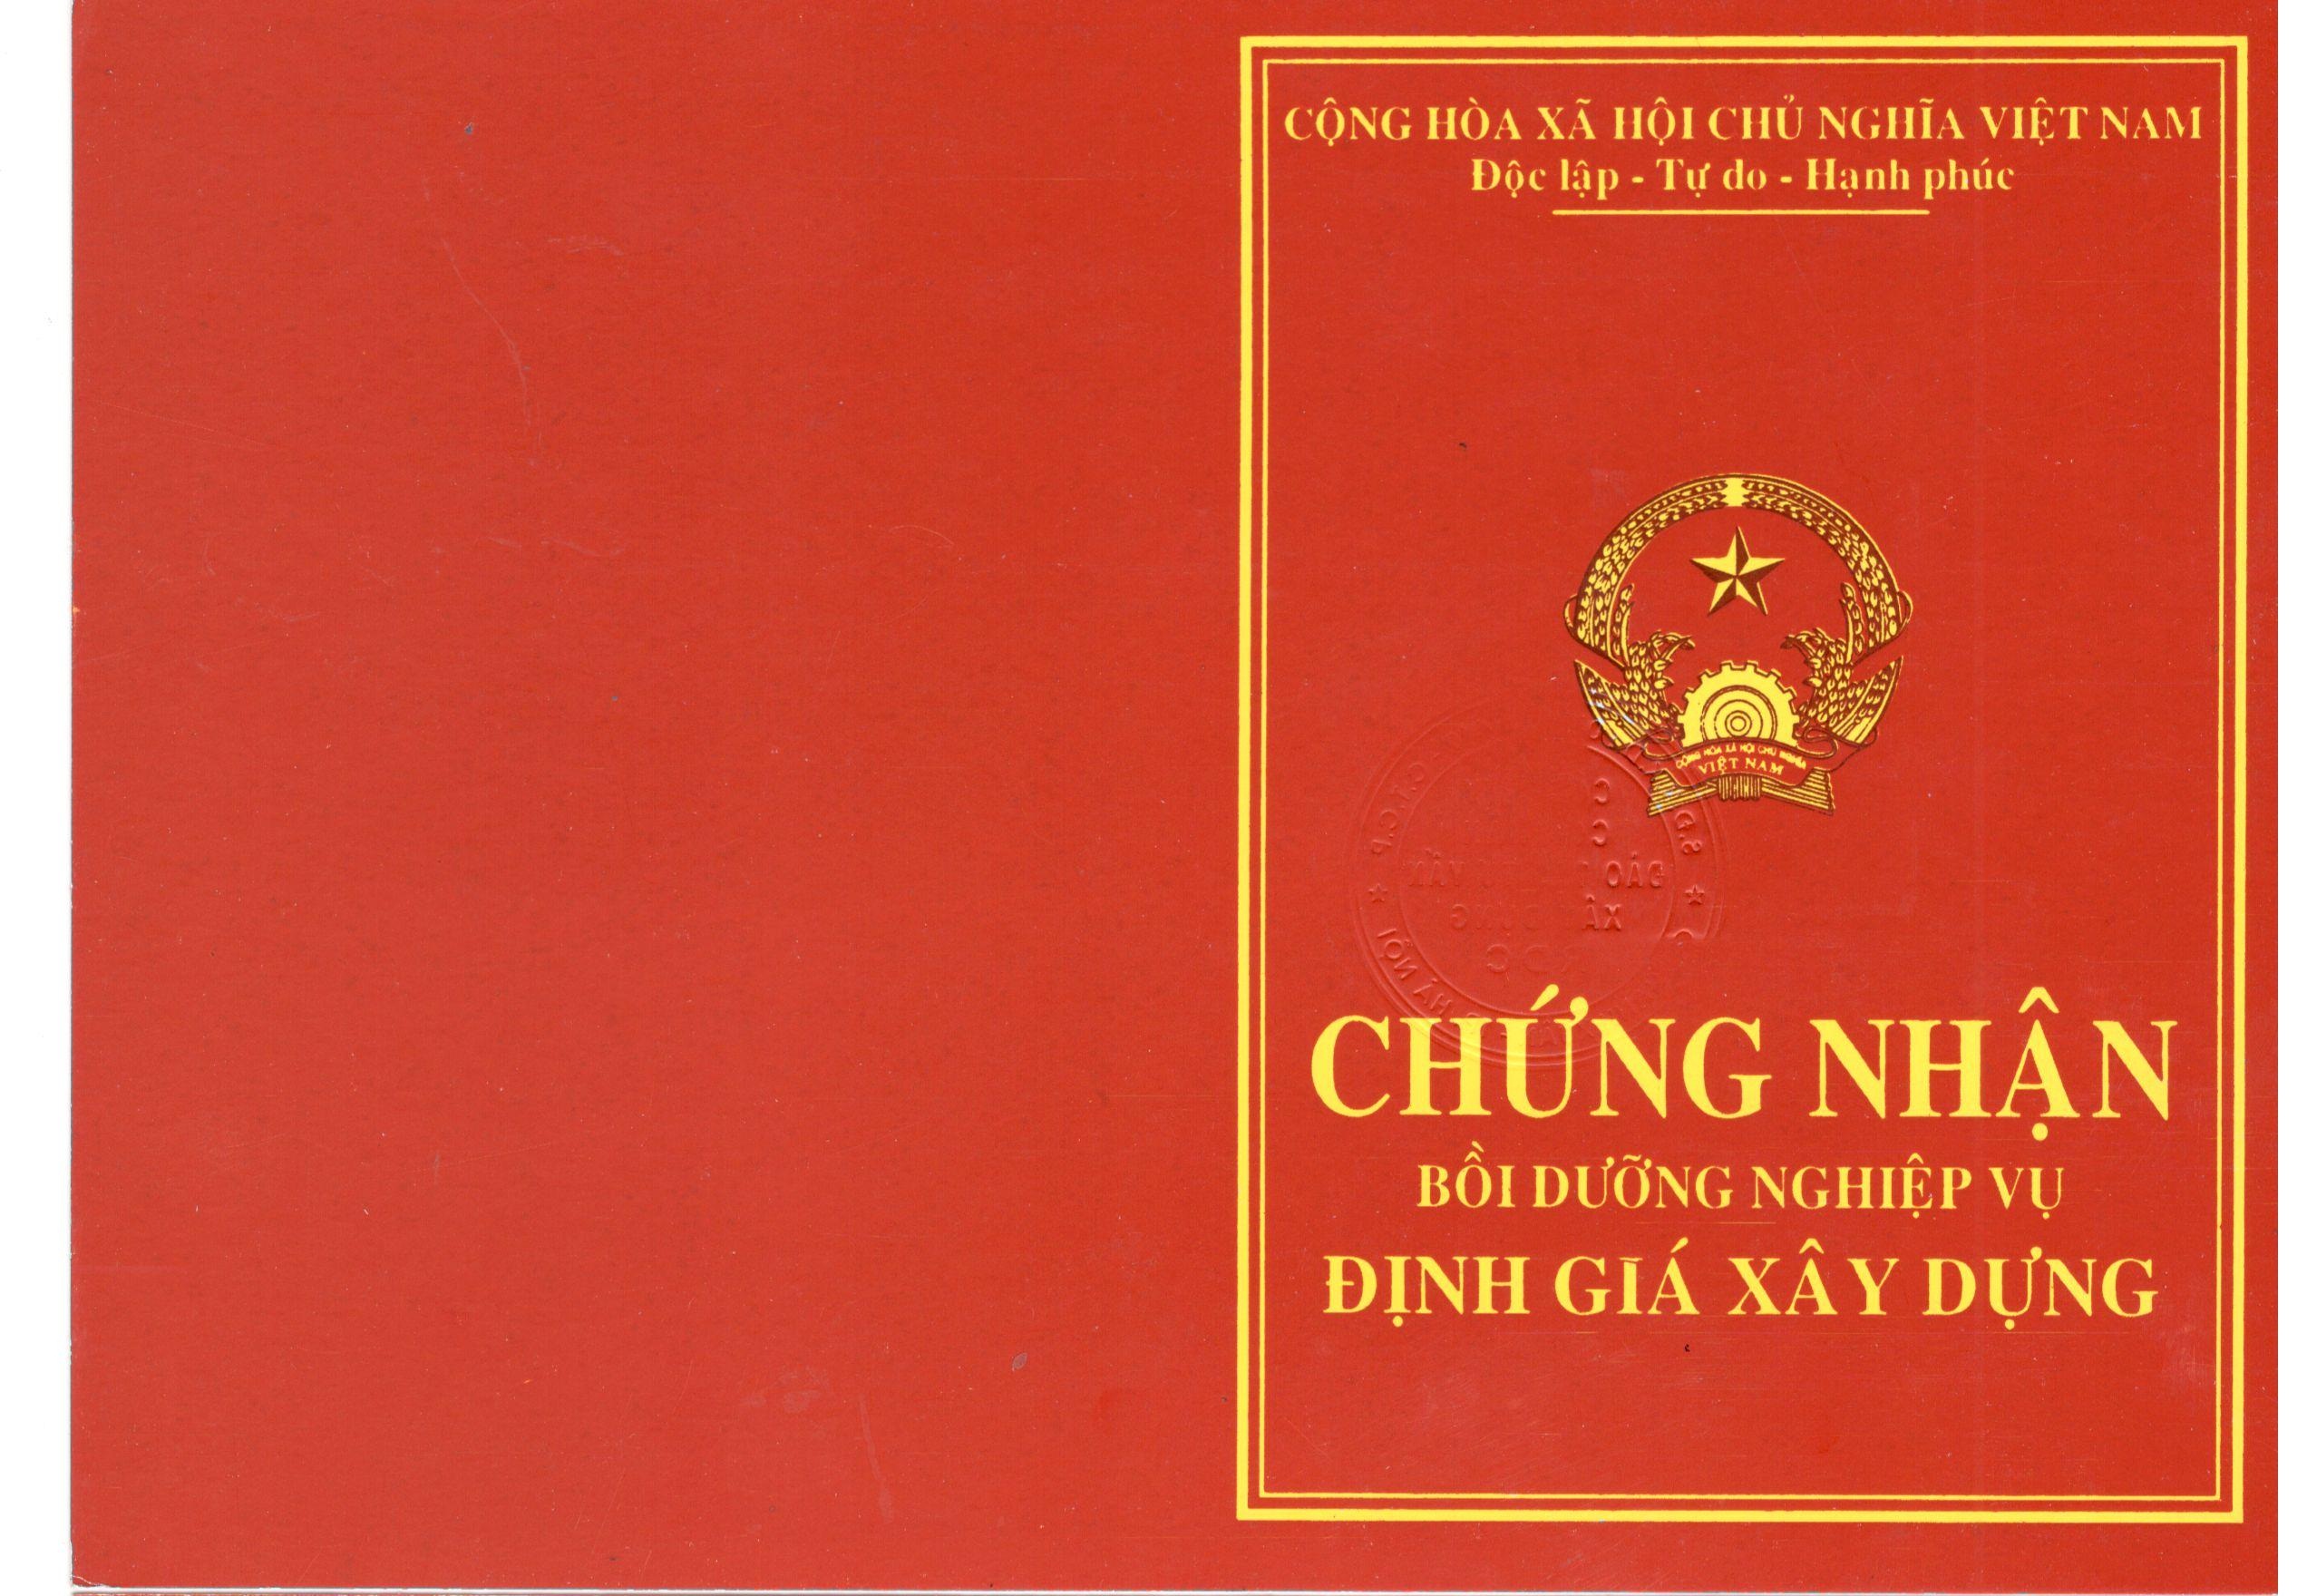 CỘNG HÒA XÃ HỘI CHỦ NGHĨA VIỆT NAM
Độc lập - Tự do - Hạnh phúc
CỘNG HÒA XÃ HỘI CHỦ NGHĨA
VIỆT NAM
CHỨNG NHẬN
BỒI DƯỠNG NGHIỆP VỤ
ĐỊNH GIÁ XÂY DỰNG